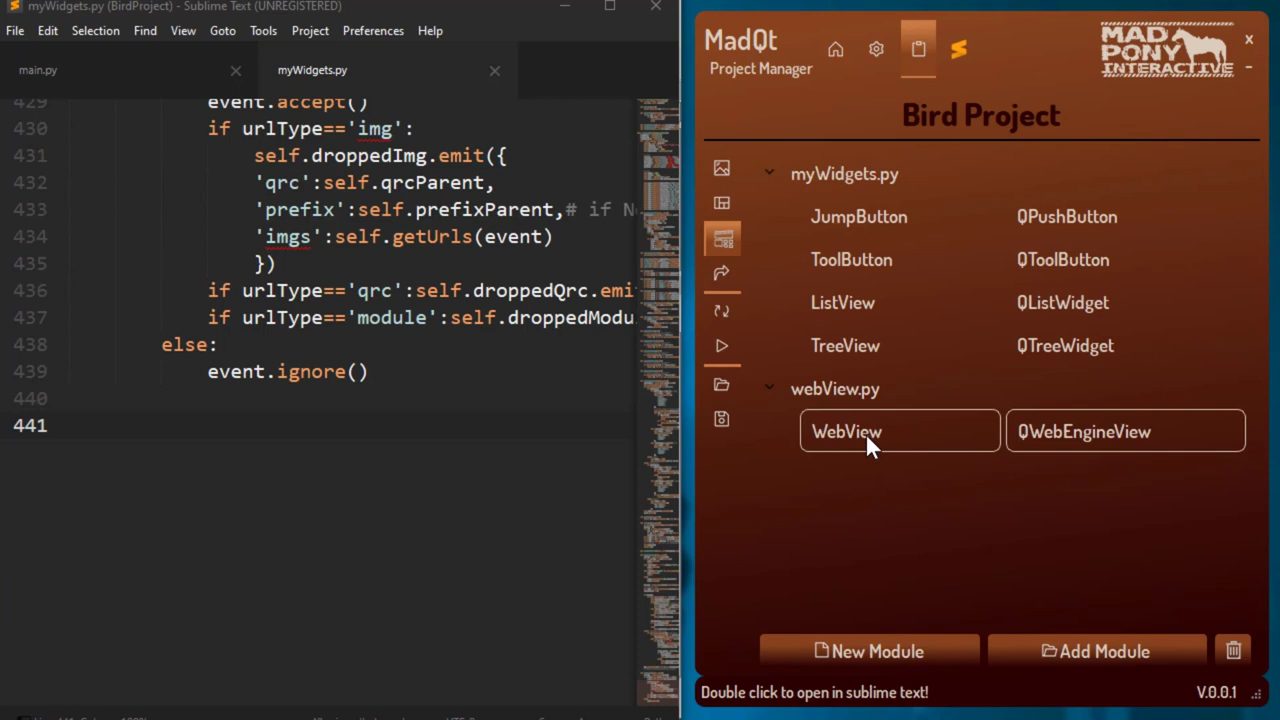 myWidgets.py (BirdProject) - Sublime Text (UNREGISTERED)
File Edit Selection Find View Goto Tools Project Preferences Help
main.py myWidgets.py
429 event.accept()
430 if urlType=='img':
431 self.droppedImg.emit({
432 'qrc':self.qrcParent,
433 'prefix':self.prefixParent,# if N
434 'imgs':self.getUrls(event)
435 })
436 if urlType=='qrc':self.droppedQrc.emi
437 if urlType=='module':self.droppedModu
438 else:
439 event.ignore()
440
441
MadQt
Project Manager
MAD
PONY
INTERACTIVE
x
-
Bird Project
myWidgets.py
JumpButton QPushButton
ToolButton QToolButton
ListView QListWidget
TreeView QTreeWidget
webView.py
WebView QWebEngineView
New Module Add Module
Double click to open in sublime text! V.0.0.1